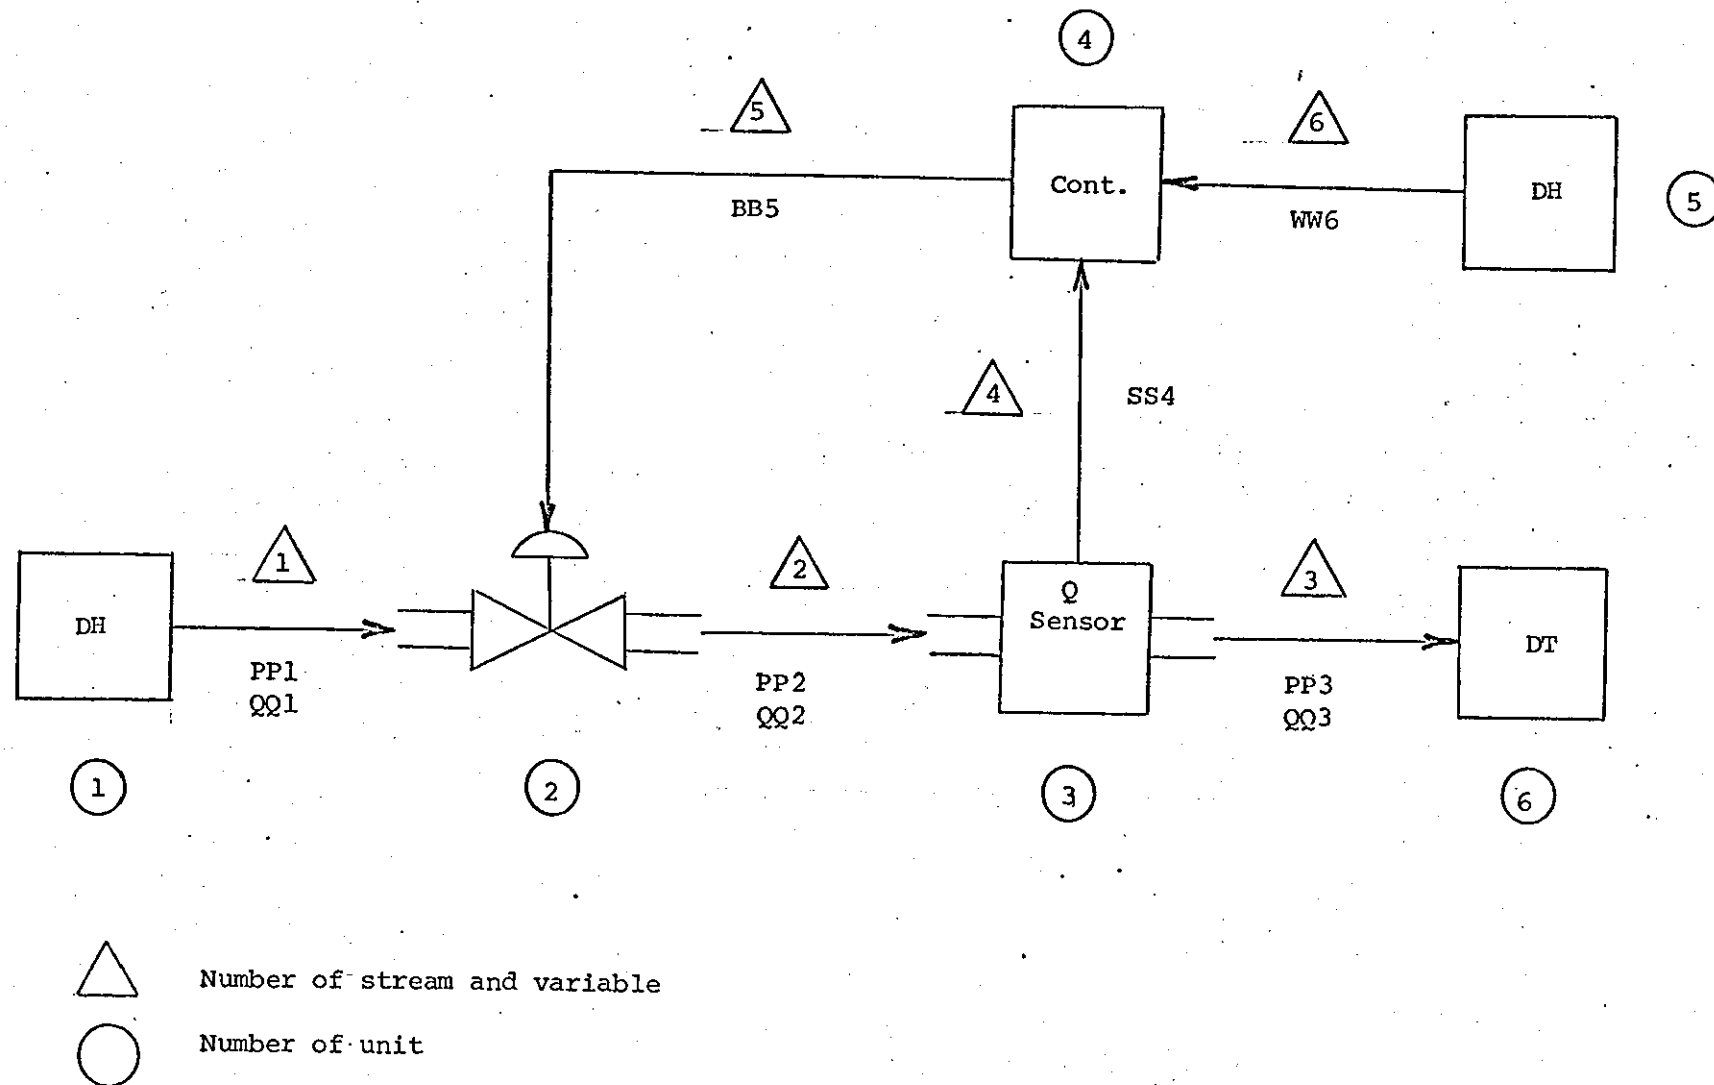 4
5
6
Cont.
DH
5
BB5
WW6
4
SS4
1
2
3
DH
Q
Sensor
DT
PP1
QQ1
PP2
QQ2
PP3
QQ3
1
2
3
6
Number of stream and variable
Number of unit